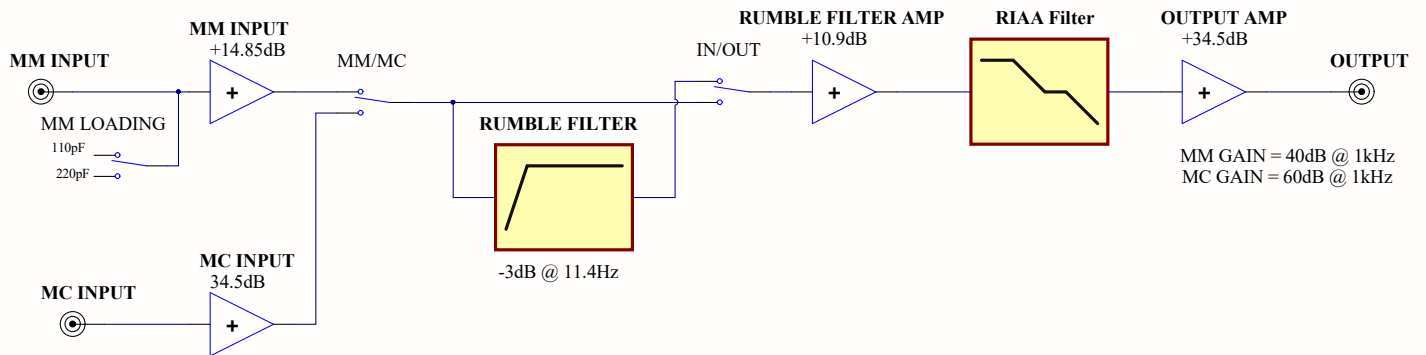 MM INPUT
MM INPUT
+14.85dB
MM LOADING
110pF
220pF
MM/MC
MC INPUT
MC INPUT
34.5dB
RUMBLE FILTER
-3dB @ 11.4Hz
IN/OUT
RUMBLE FILTER AMP
+10.9dB
RIAA Filter
OUTPUT AMP
+34.5dB
OUTPUT
MM GAIN = 40dB @ 1kHz
MC GAIN = 60dB @ 1kHz